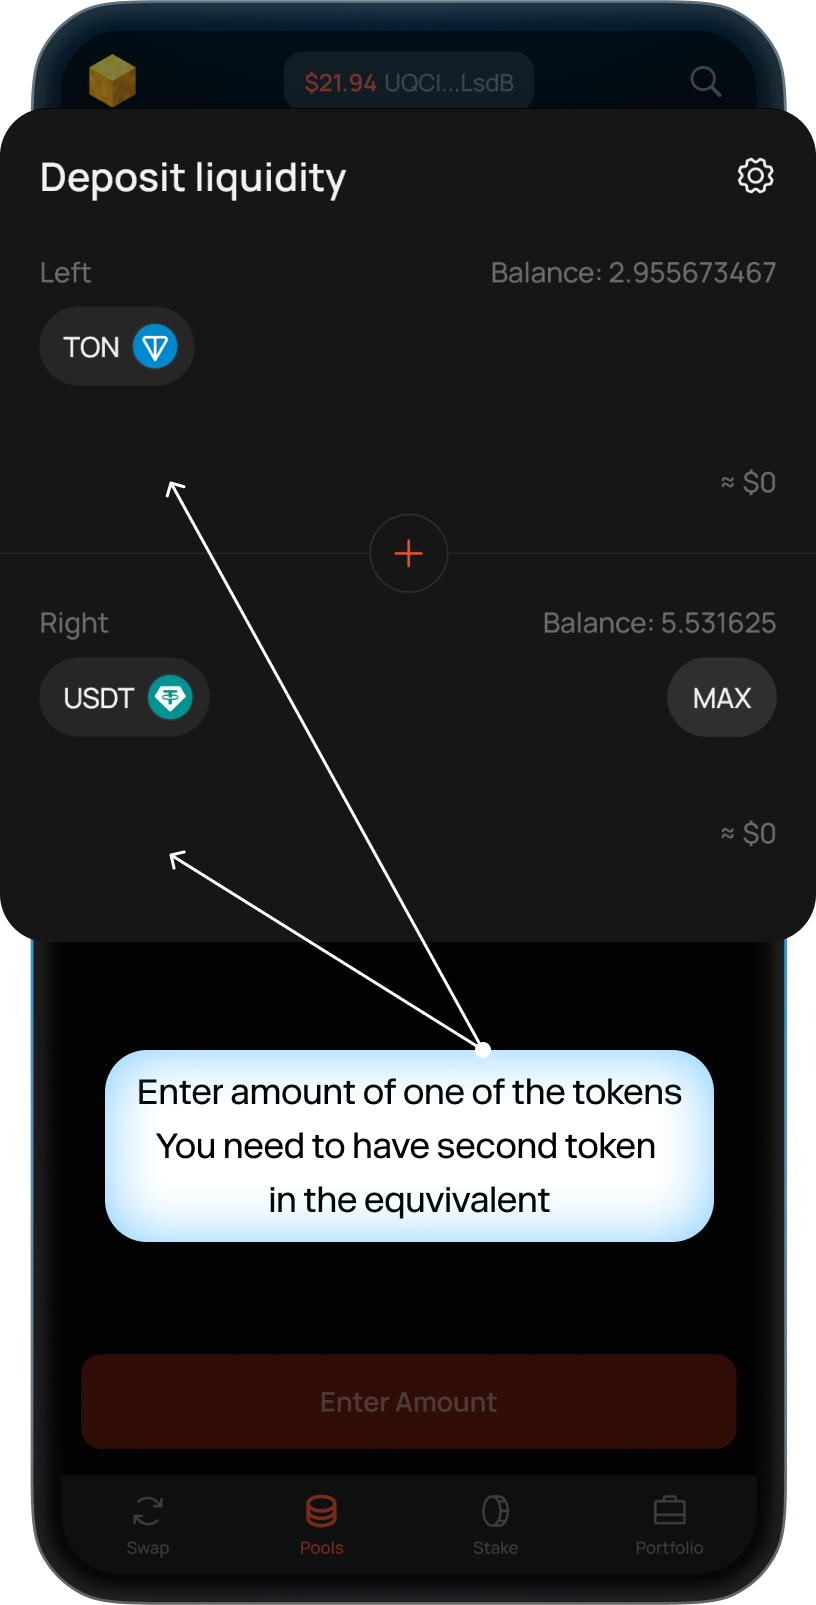 $21.94 UQCI...LsdB
Deposit liquidity
Left
Balance: 2.955673467
TON
≈ $0
Right
Balance: 5.531625
USDT
MAX
≈ $0
Enter amount of one of the tokens
You need to have second token
in the equvivalent
Enter Amount
Swap
Pools
Stake
Portfolio